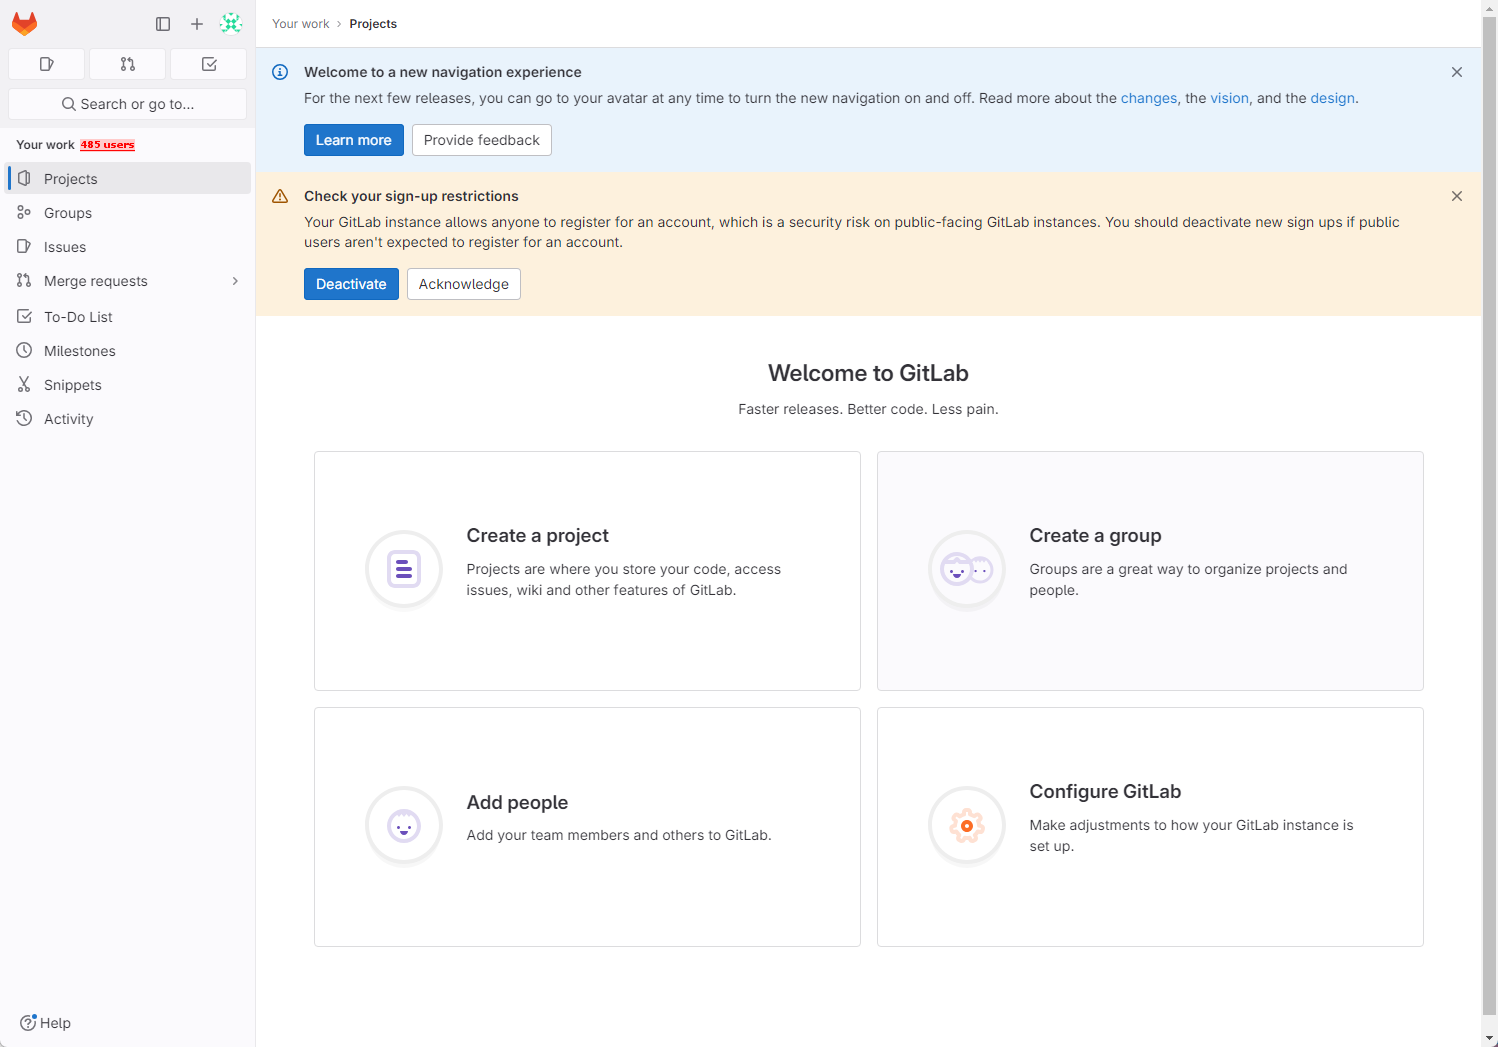 Your work › Projects
Search or go to...
Your work 485 users
Projects
Groups
Issues
Merge requests
To-Do List
Milestones
Snippets
Activity
Help
Welcome to a new navigation experience
For the next few releases, you can go to your avatar at any time to turn the new navigation on and off. Read more about the changes, the vision, and the design.
Learn more
Provide feedback
Check your sign-up restrictions
Your GitLab instance allows anyone to register for an account, which is a security risk on public-facing GitLab instances. You should deactivate new sign ups if public
users aren't expected to register for an account.
Deactivate
Acknowledge
Welcome to GitLab
Faster releases. Better code. Less pain.
Create a project
Projects are where you store your code, access
issues, wiki and other features of GitLab.
Create a group
Groups are a great way to organize projects and
people.
Add people
Add your team members and others to GitLab.
Configure GitLab
Make adjustments to how your GitLab instance is
set up.